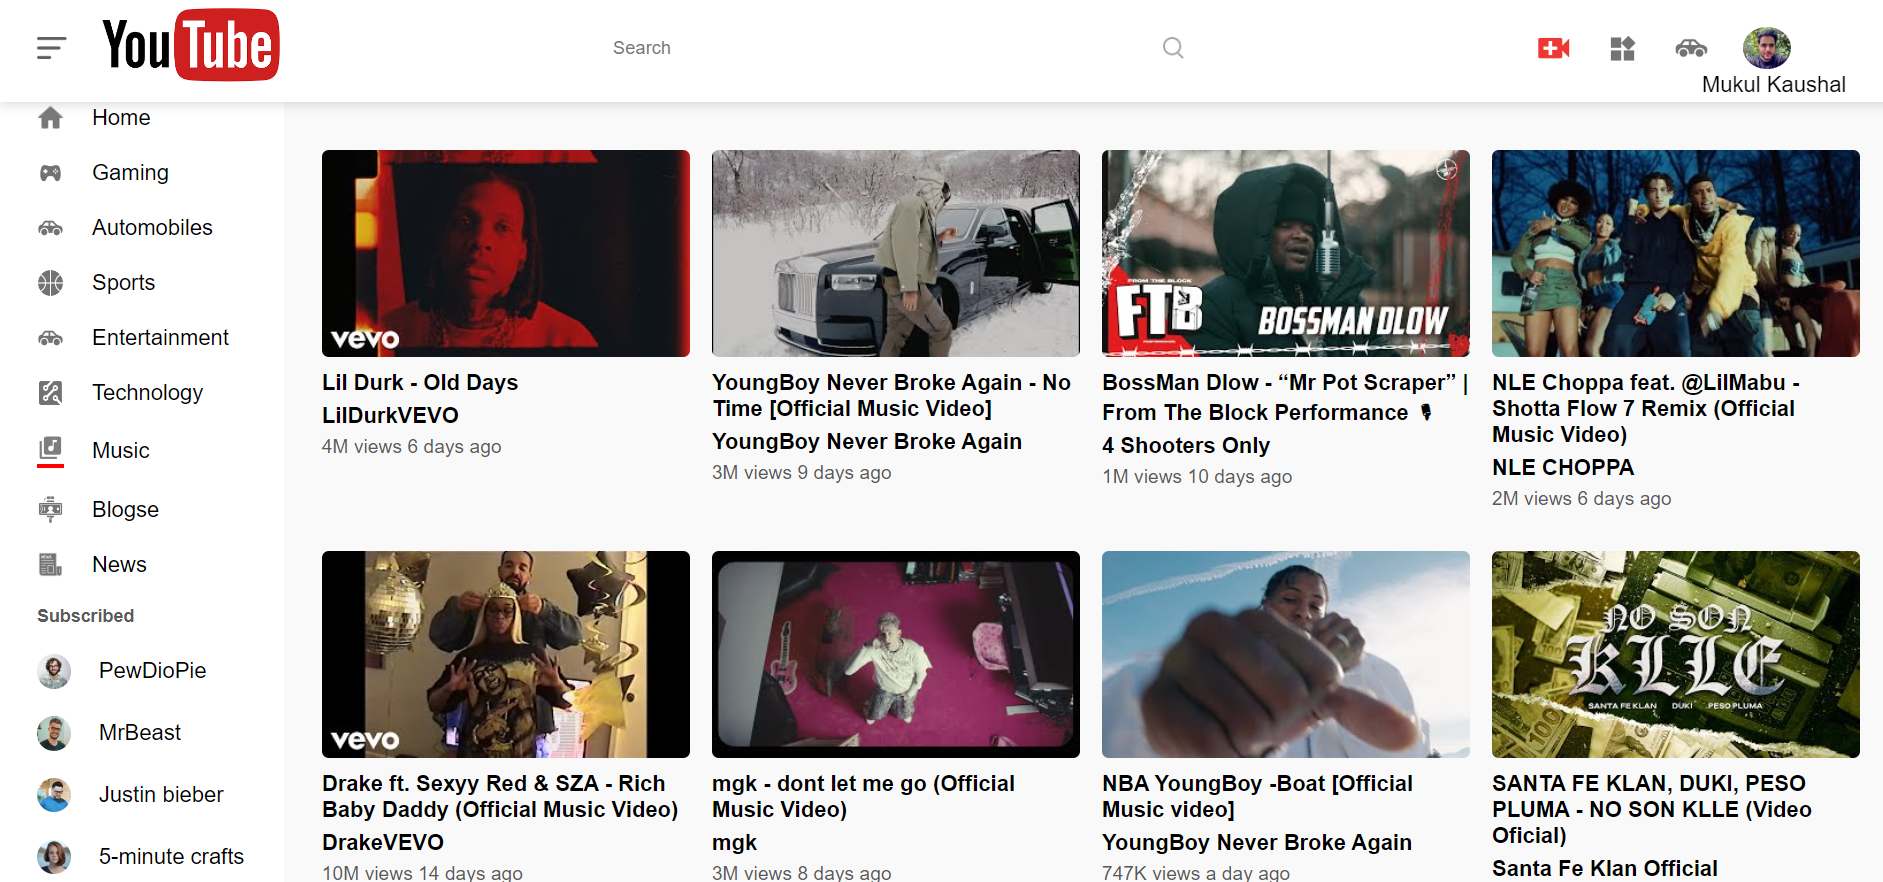 YouTube
Search
Mukul Kaushal
Home
Gaming
Automobiles
Sports
Entertainment
Technology
Music
Blogse
News
Subscribed
PewDioPie
MrBeast
Justin bieber
5-minute crafts
vevo
FROM THE BLOCK
FTB
PERFORMANCE
BOSSMAN DLOW
Lil Durk - Old Days
LilDurkVEVO
4M views 6 days ago
YoungBoy Never Broke Again - No
Time [Official Music Video]
YoungBoy Never Broke Again
3M views 9 days ago
BossMan Dlow - “Mr Pot Scraper” |
From The Block Performance 🎙
4 Shooters Only
1M views 10 days ago
NLE Choppa feat. @LilMabu -
Shotta Flow 7 Remix (Official
Music Video)
NLE CHOPPA
2M views 6 days ago
vevo
NO SON
KLLE
SANTA FE KLAN DUKI PESO PLUMA
Drake ft. Sexyy Red & SZA - Rich
Baby Daddy (Official Music Video)
DrakeVEVO
10M views 14 days ago
mgk - dont let me go (Official
Music Video)
mgk
3M views 8 days ago
NBA YoungBoy -Boat [Official
Music video]
YoungBoy Never Broke Again
747K views a day ago
SANTA FE KLAN, DUKI, PESO
PLUMA - NO SON KLLE (Video
Oficial)
Santa Fe Klan Official